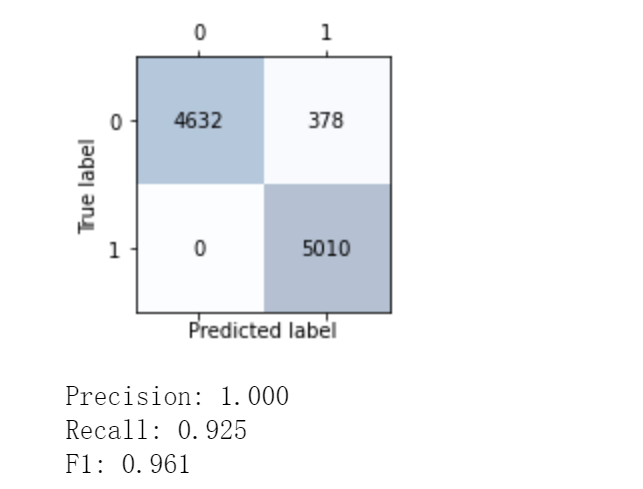 0 1
0 4632 378
True label
1 0 5010
Predicted label
Precision: 1.000
Recall: 0.925
F1: 0.961